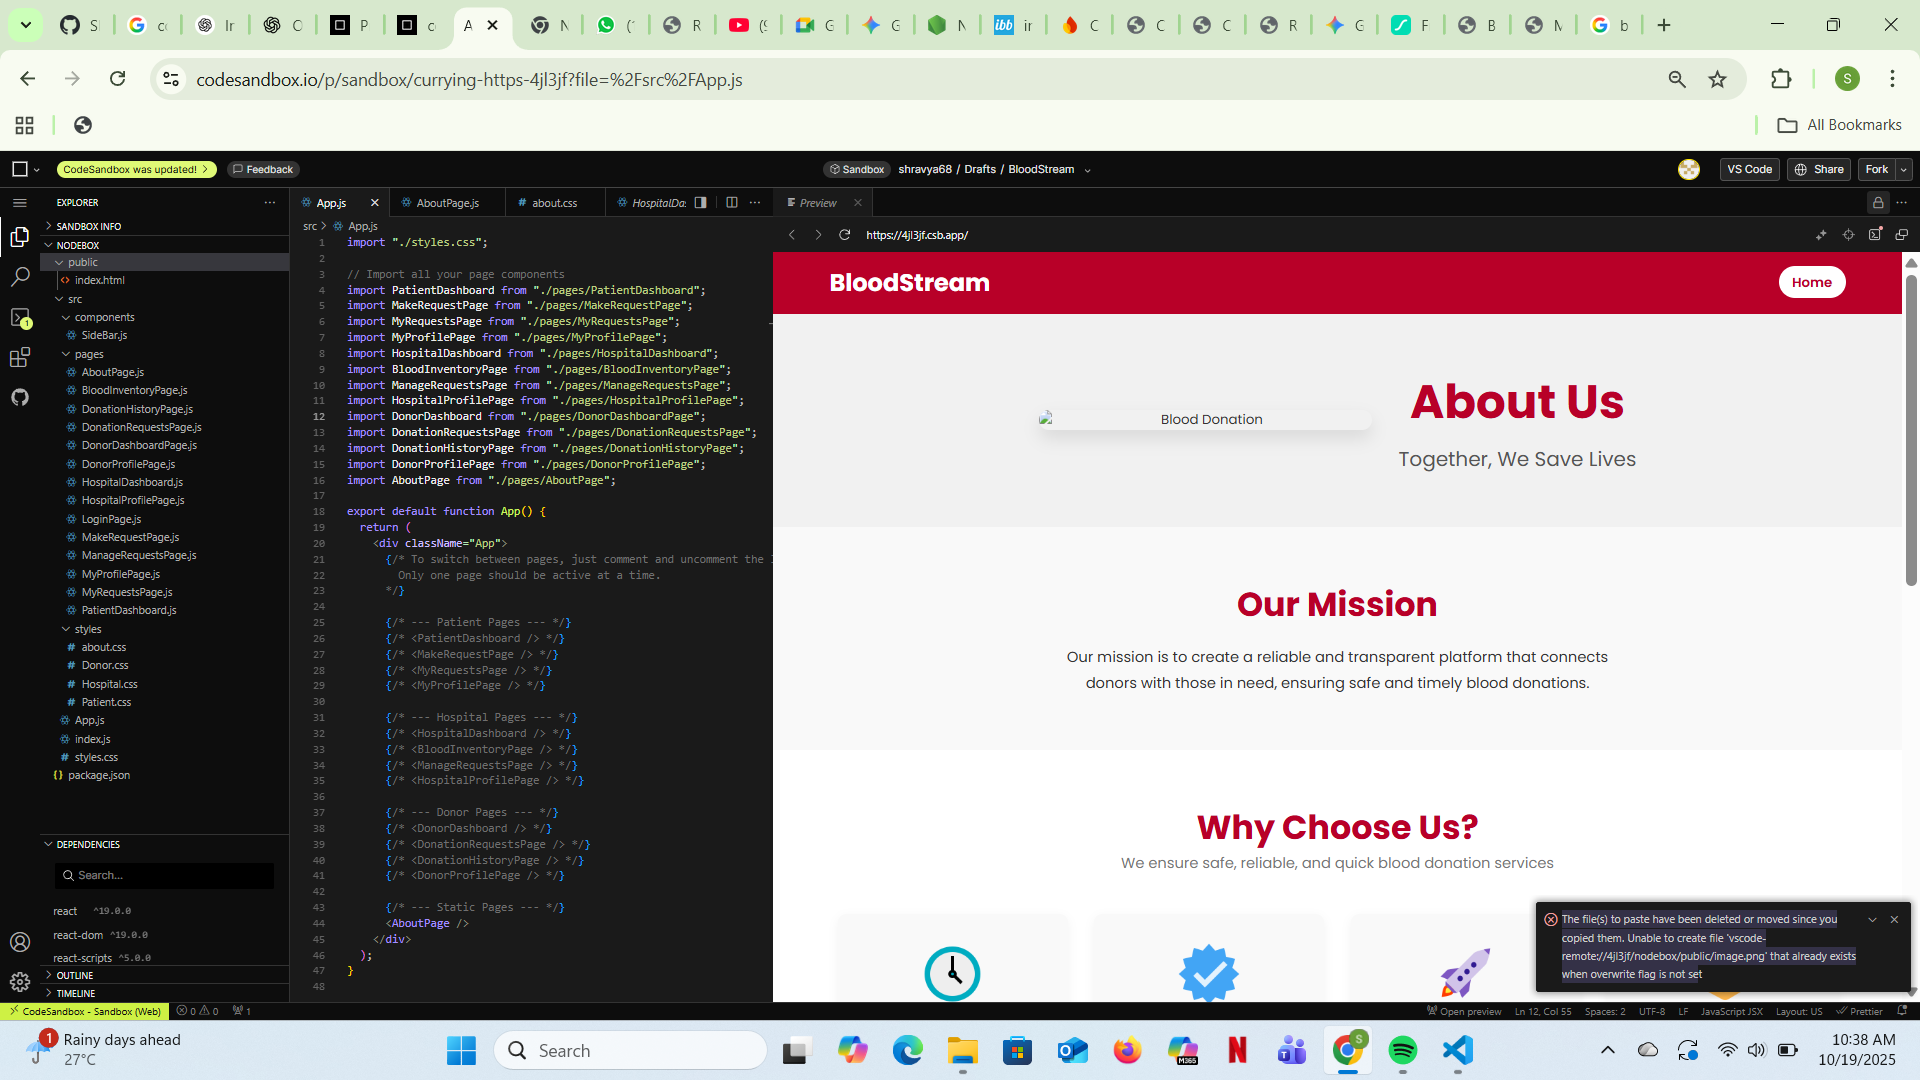 codesandbox.io/p/sandbox/currying-https-4jl3jf?file=%2Fsrc%2FApp.js
S
All Bookmarks
CodeSandbox was updated!
Feedback
Sandbox
shravya68 / Drafts / BloodStream
VS Code
Share
Fork
EXPLORER
SANDBOX INFO
NODEBOX
public
index.html
src
components
SideBar.js
pages
AboutPage.js
BloodInventoryPage.js
DonationHistoryPage.js
DonationRequestsPage.js
DonorDashboardPage.js
DonorProfilePage.js
HospitalDashboard.js
HospitalProfilePage.js
LoginPage.js
MakeRequestPage.js
ManageRequestsPage.js
MyProfilePage.js
MyRequestsPage.js
PatientDashboard.js
styles
about.css
Donor.css
Hospital.css
Patient.css
App.js
index.js
styles.css
package.json
DEPENDENCIES
Search...
react ^19.0.0
react-dom ^19.0.0
react-scripts ^5.0.0
OUTLINE
TIMELINE
App.js
AboutPage.js
about.css
HospitalDa
src > App.js
1 import "./styles.css";
2
3 // Import all your page components
4 import PatientDashboard from "./pages/PatientDashboard";
5 import MakeRequestPage from "./pages/MakeRequestPage";
6 import MyRequestsPage from "./pages/MyRequestsPage";
7 import MyProfilePage from "./pages/MyProfilePage";
8 import HospitalDashboard from "./pages/HospitalDashboard";
9 import BloodInventoryPage from "./pages/BloodInventoryPage";
10 import ManageRequestsPage from "./pages/ManageRequestsPage";
11 import HospitalProfilePage from "./pages/HospitalProfilePage";
12 import DonorDashboard from "./pages/DonorDashboardPage";
13 import DonationRequestsPage from "./pages/DonationRequestsPage";
14 import DonationHistoryPage from "./pages/DonationHistoryPage";
15 import DonorProfilePage from "./pages/DonorProfilePage";
16 import AboutPage from "./pages/AboutPage";
17
18 export default function App() {
19 return (
20 <div className="App">
21 {/* To switch between pages, just comment and uncomment the
22 Only one page should be active at a time.
23 */}
24
25 {/* --- Patient Pages --- */}
26 {/* <PatientDashboard /> */}
27 {/* <MakeRequestPage /> */}
28 {/* <MyRequestsPage /> */}
29 {/* <MyProfilePage /> */}
30
31 {/* --- Hospital Pages --- */}
32 {/* <HospitalDashboard /> */}
33 {/* <BloodInventoryPage /> */}
34 {/* <ManageRequestsPage /> */}
35 {/* <HospitalProfilePage /> */}
36
37 {/* --- Donor Pages --- */}
38 {/* <DonorDashboard /> */}
39 {/* <DonationRequestsPage /> */}
40 {/* <DonationHistoryPage /> */}
41 {/* <DonorProfilePage /> */}
42
43 {/* --- Static Pages --- */}
44 <AboutPage />
45 </div>
46 );
47 }
48
Preview
https://4jl3jf.csb.app/
BloodStream
Home
Blood Donation
About Us
Together, We Save Lives
Our Mission
Our mission is to create a reliable and transparent platform that connects
donors with those in need, ensuring safe and timely blood donations.
Why Choose Us?
We ensure safe, reliable, and quick blood donation services
The file(s) to paste have been deleted or moved since you
copied them. Unable to create file 'vscode-
remote://4jl3jf/nodebox/public/image.png' that already exists
when overwrite flag is not set
CodeSandbox - Sandbox (Web)
0 0
1
Open preview
Ln 12, Col 55
Spaces: 2
UTF-8
LF
JavaScript JSX
Layout: US
Prettier
1
Rainy days ahead
27°C
Search
10:38 AM
10/19/2025